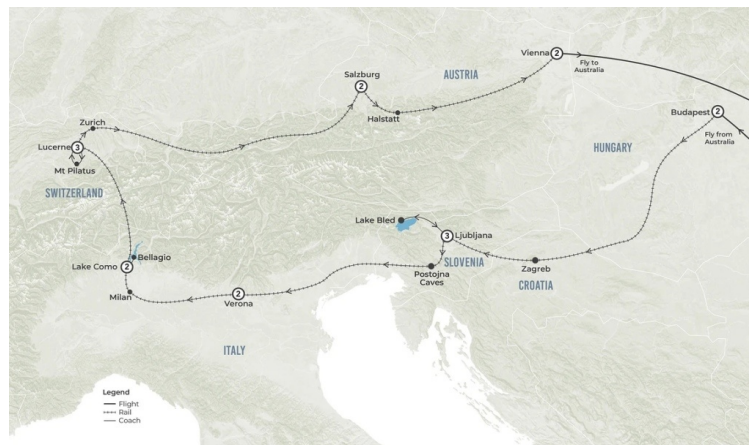 Vienna
2
Fly to
Australia
Salzburg
2
AUSTRIA
Halstatt
Budapest
2
Fly from
Australia
HUNGARY
Zurich
Lucerne
3
Mt Pilatus
SWITZERLAND
Lake Bled
3
Ljubljana
SLOVENIA
Postojna
Caves
Zagreb
CROATIA
Bellagio
Lake Como
2
Milan
2
Verona
ITALY
Legend
Flight
Rail
Coach